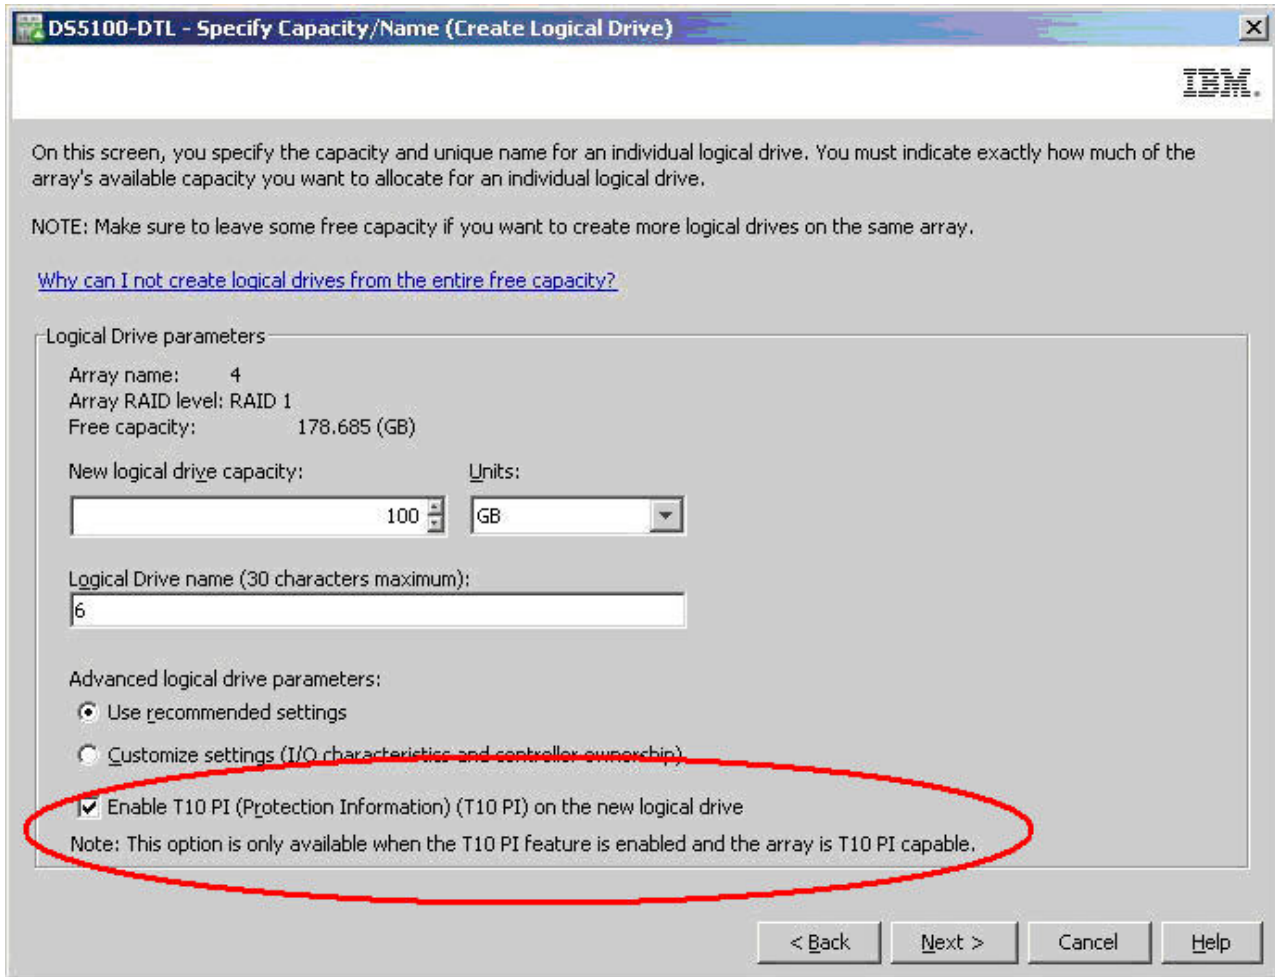 DS5100-DTL - Specify Capacity/Name (Create Logical Drive)
IBM.
On this screen, you specify the capacity and unique name for an individual logical drive. You must indicate exactly how much of the
array's available capacity you want to allocate for an individual logical drive.
NOTE: Make sure to leave some free capacity if you want to create more logical drives on the same array.
Why can I not create logical drives from the entire free capacity?
Logical Drive parameters
Array name: 4
Array RAID level: RAID 1
Free capacity: 178.685 (GB)
New logical drive capacity: Units:
100 GB
Logical Drive name (30 characters maximum):
6
Advanced logical drive parameters:
Use recommended settings
Customize settings (I/O characteristics and controller ownership)
Enable T10 PI (Protection Information) (T10 PI) on the new logical drive
Note: This option is only available when the T10 PI feature is enabled and the array is T10 PI capable.
< Back Next > Cancel Help